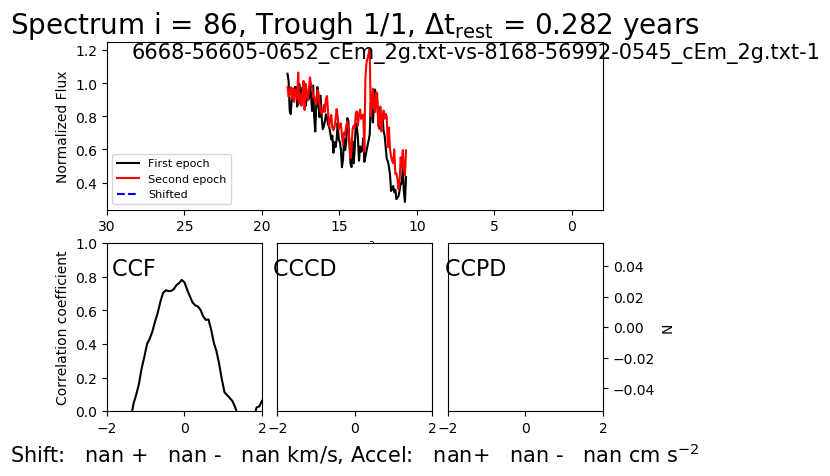 Spectrum i = 86, Trough 1/1, Δt_rest = 0.282 years
6668-56605-0652_cEm_2g.txt-vs-8168-56992-0545_cEm_2g.txt-1
1.2
1.0
0.8
0.6
0.4
Normalized Flux
First epoch
Second epoch
Shifted
30 25 20 15 10 5 0
Correlation coefficient
1.0
0.8
0.6
0.4
0.2
0.0
CCF
−2 0 2
CCCD
−2 0 2
CCPD
−2 0 2
0.04
0.02
0.00
−0.02
−0.04
N
Shift: nan + nan - nan km/s, Accel: nan+ nan - nan cm s⁻²